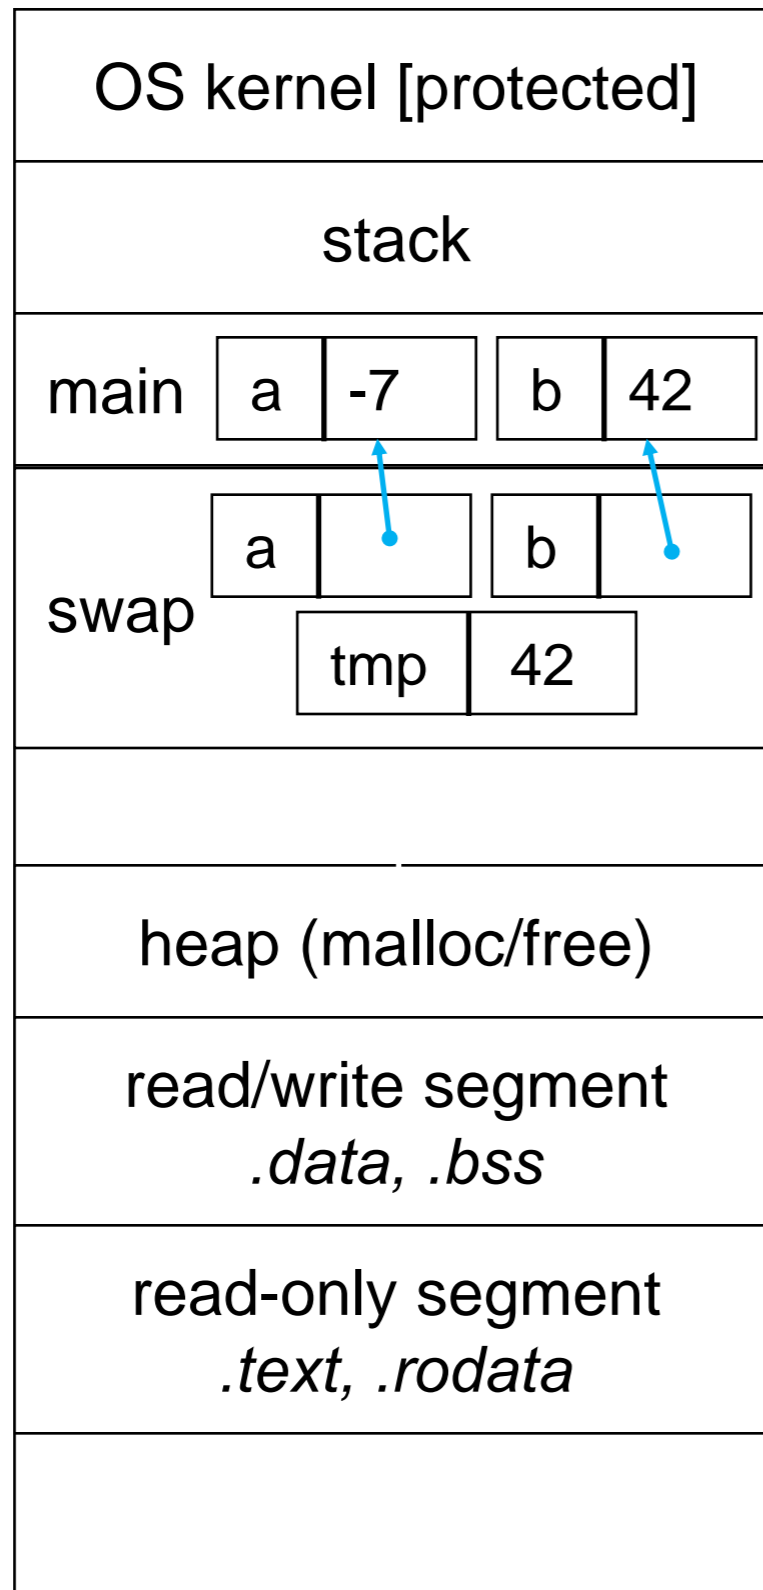 OS kernel [protected]
stack
main a -7 b 42
swap a b
tmp 42
heap (malloc/free)
read/write segment
.data, .bss
read-only segment
.text, .rodata